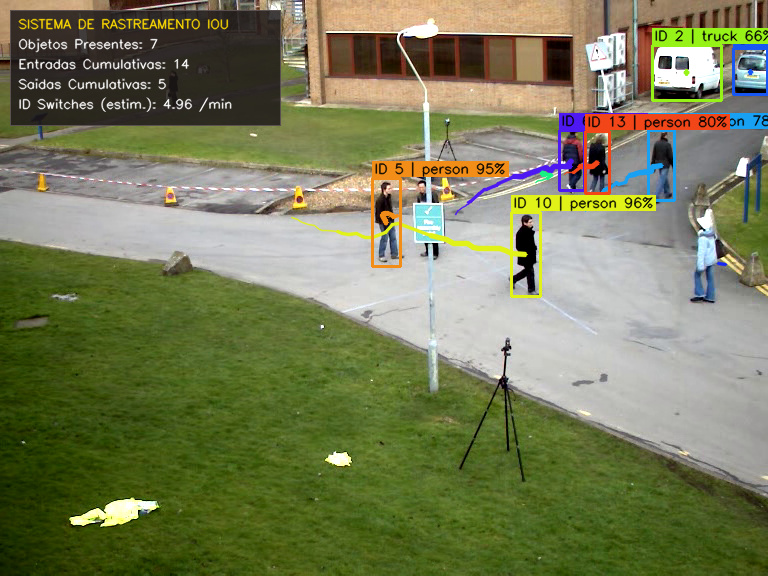 SISTEMA DE RASTREAMENTO IOU
Objetos Presentes: 7
Entradas Cumulativas: 14
Saidas Cumulativas: 5
ID Switches (estim.): 4.96 /min
ID 2 | truck 66%
ID
ID 13 | person 80%
on 78
ID 5 | person 95%
ID 10 | person 96%